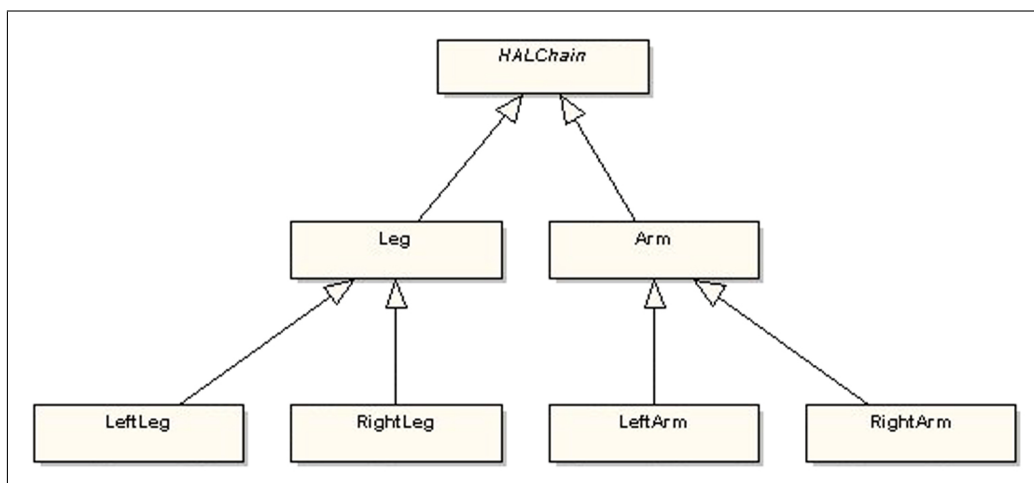 HALChain
Leg
Arm
LeftLeg
RightLeg
LeftArm
RightArm